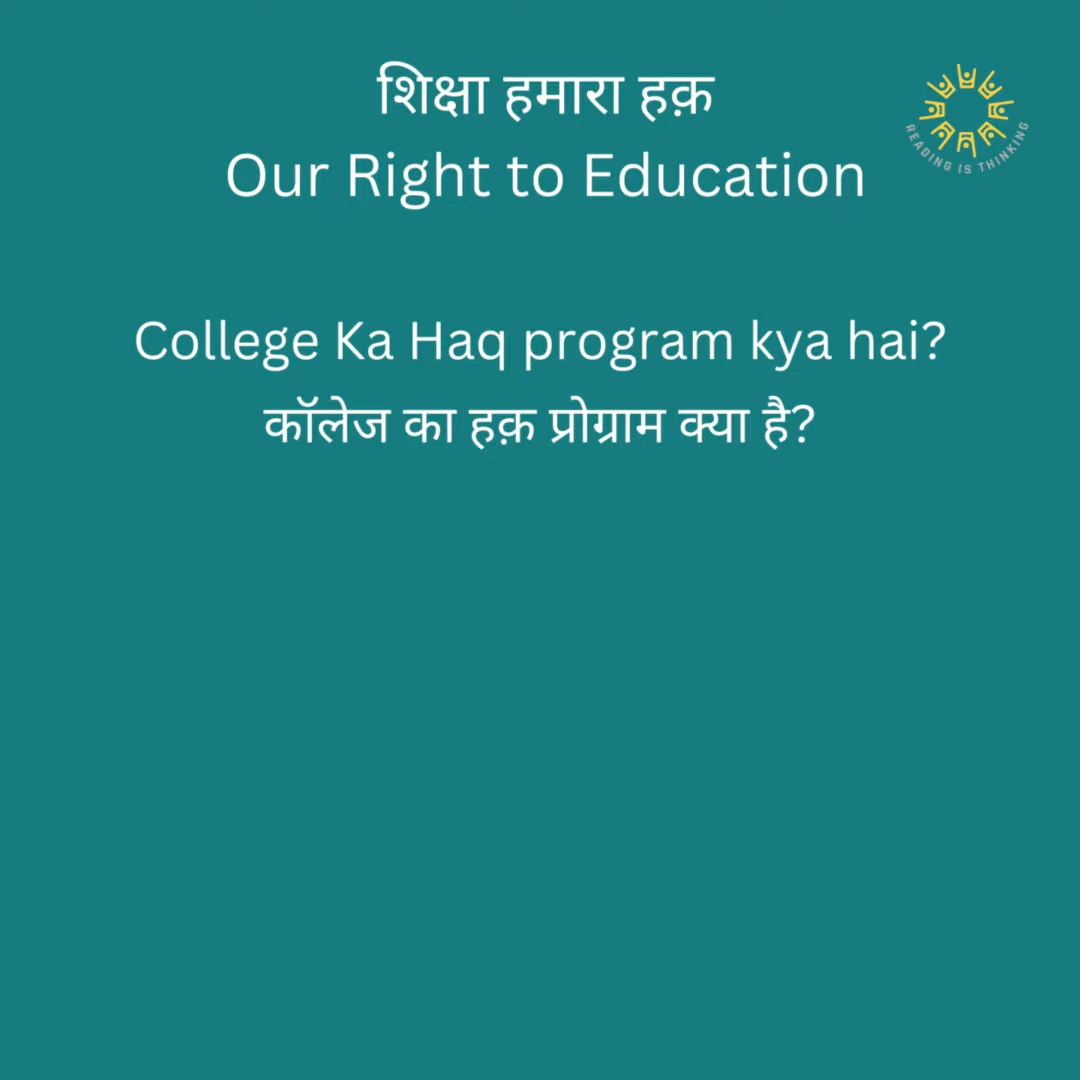 शिक्षा हमारा हक़
Our Right to Education
READING IS THINKING
College Ka Haq program kya hai?
कॉलेज का हक़ प्रोग्राम क्या है?